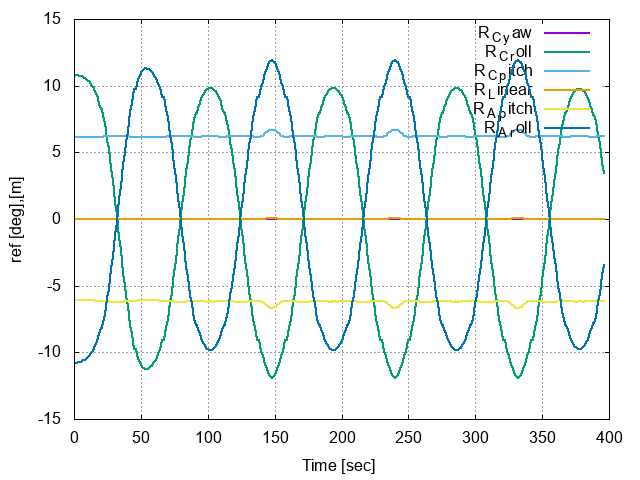 15
10
5
0
-5
-10
-15
ref [deg],[m]
0 50 100 150 200 250 300 350 400
Time [sec]
R_Cyaw
R_Croll
R_Cpitch
R_Linear
R_Apitch
R_Aroll